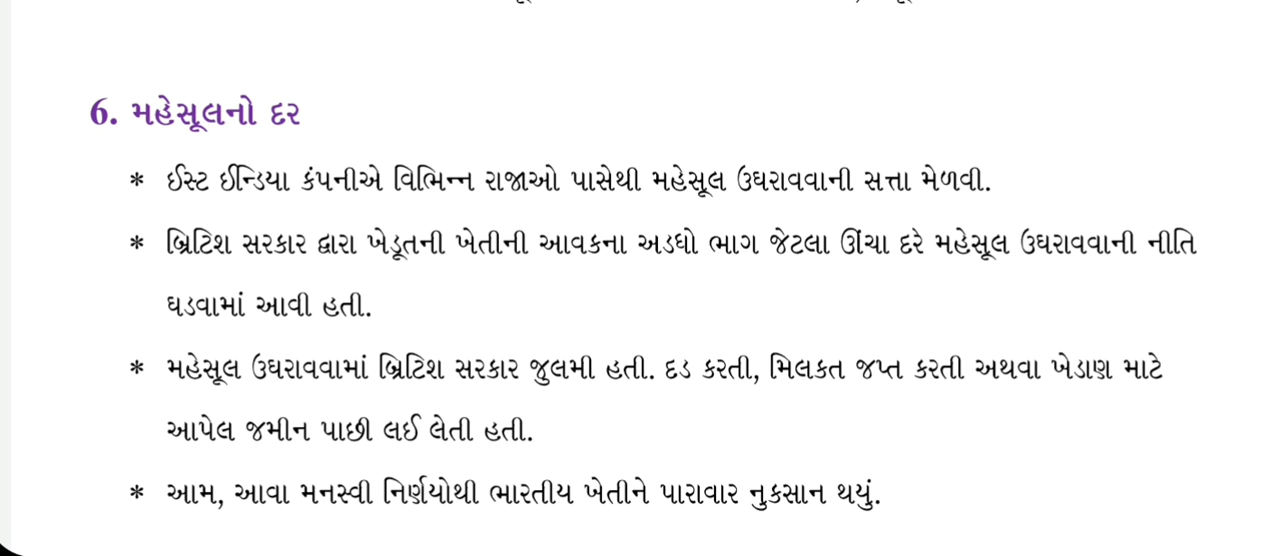 6. મહેસૂલનો દર
* ઈસ્ટ ઈન્ડિયા કંપનીએ વિભિન્ન રાજાઓ પાસેથી મહેસૂલ ઉઘરાવવાની સત્તા મેળવી.
* બ્રિટિશ સરકાર દ્વારા ખેડૂતની ખેતીની આવકના અડધો ભાગ જેટલા ઊંચા દરે મહેસૂલ ઉઘરાવવાની નીતિ
ઘડવામાં આવી હતી.
* મહેસૂલ ઉઘરાવવામાં બ્રિટિશ સરકાર જુલમી હતી. દડ કરતી, મિલકત જપ્ત કરતી અથવા ખેડાણ માટે
આપેલ જમીન પાછી લઈ લેતી હતી.
* આમ, આવા મનસ્વી નિર્ણયોથી ભારતીય ખેતીને પારાવાર નુકસાન થયું.